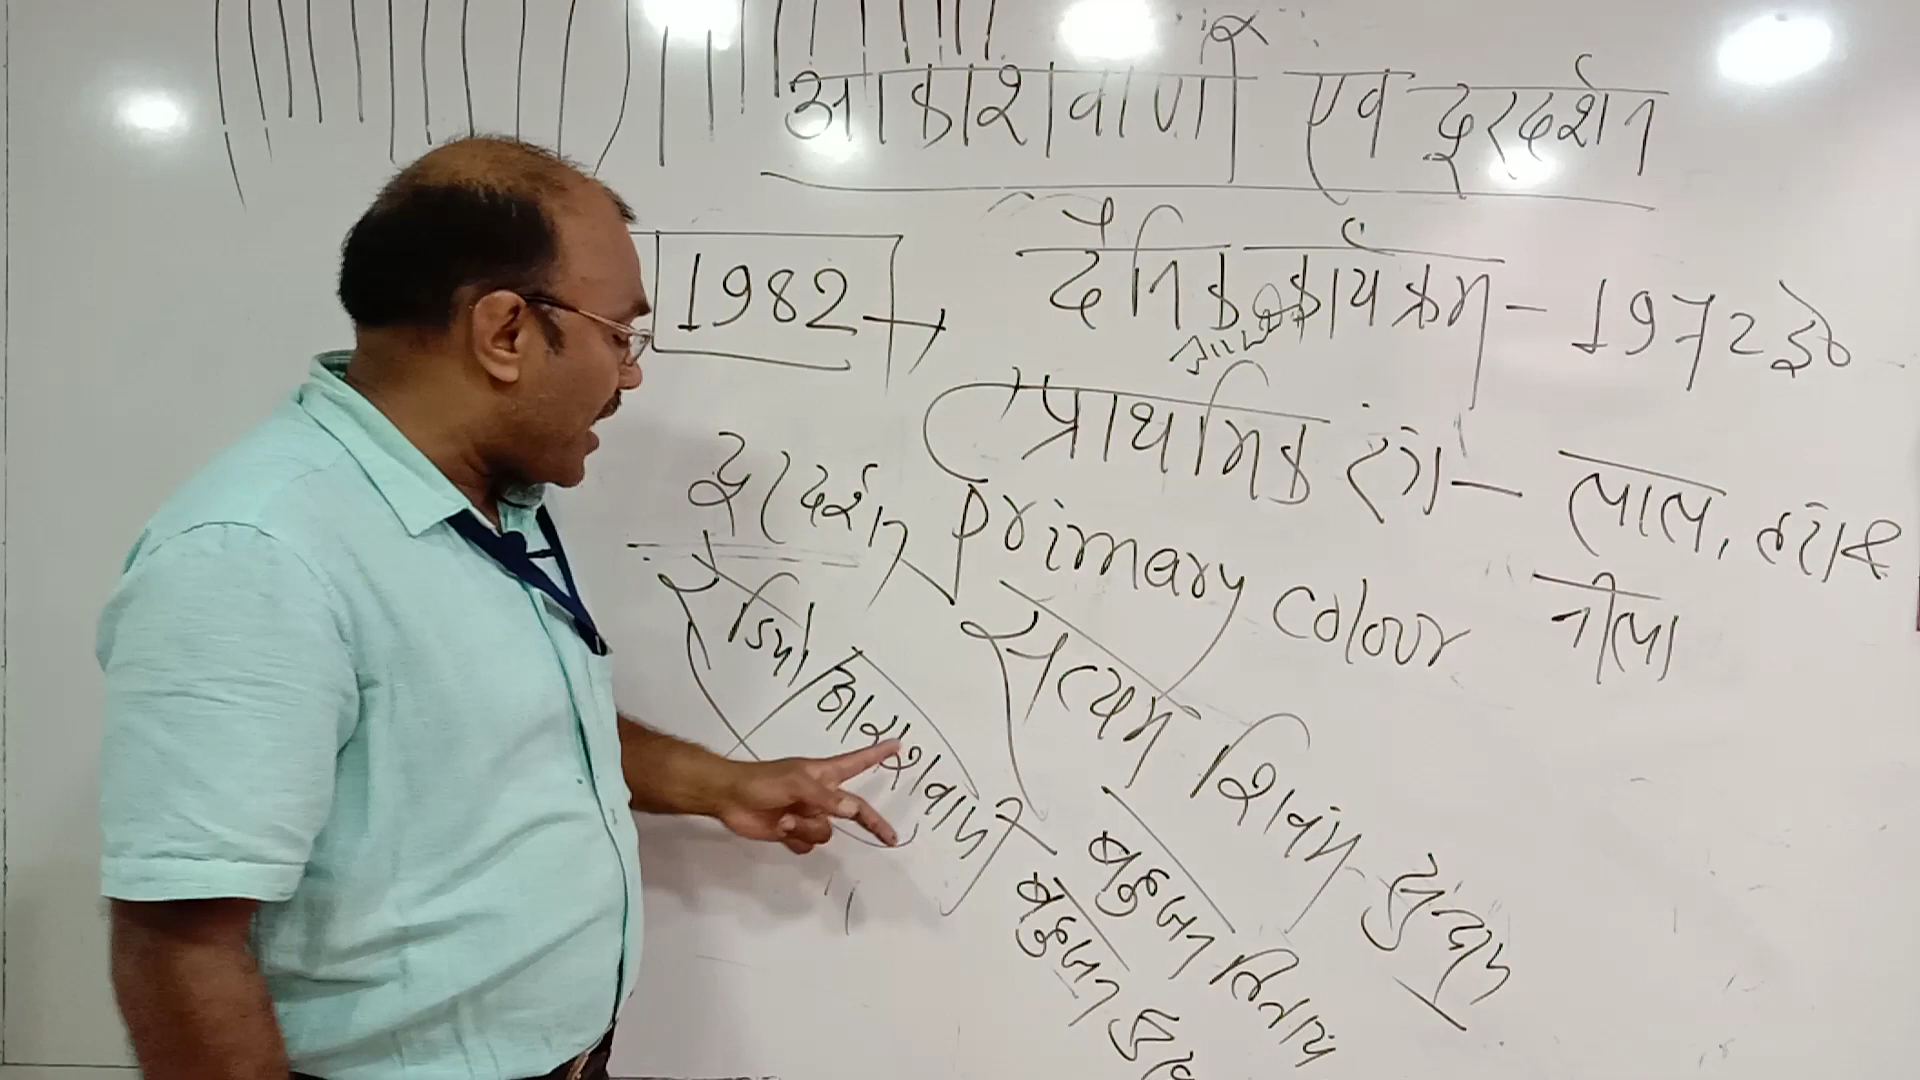 आकाशवाणी एवं दूरदर्शन
1982
दैनिक कार्यक्रम - 1972 ई०
प्राथमिक रंग - लाल, हरा &
नीला
Primary colour
दूरदर्शन
सत्यम शिवंम सुन्दरम
रेडियो / आकाशवाणी
बहुजन हिताय
बहुजन